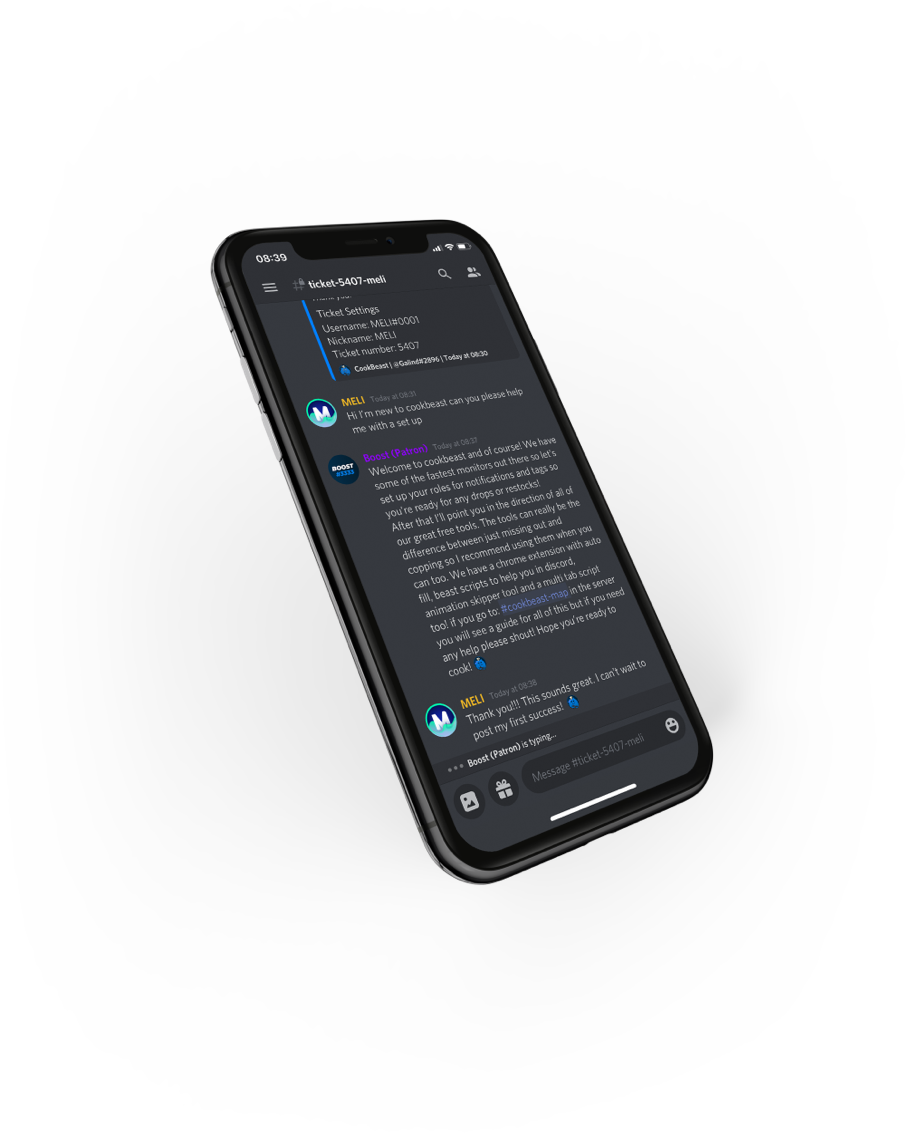 08:39
ticket-5407-meli
Thank you!
Ticket Settings
Username: MELI#0001
Nickname: MELI
Ticket number: 5407
CookBeast | @Galind#2896 | Today at 08:30
MELI Today at 08:31
Hi I'm new to cookbeast can you please help
me with a set up
BOOST
#3333
Boost (Patron) Today at 08:37
Welcome to cookbeast and of course! We have
some of the fastest monitors out there so let's
set up your roles for notifications and tags so
you're ready for any drops or restocks!
After that I'll point you in the direction of all of
our great free tools. The tools can really be the
difference between just missing out and
copping so I recommend using them when you
can too. We have a chrome extension with auto
fill, beast scripts to help you in discord,
animation skipper tool and a multi tab script
too! if you go to: #cookbeast-map in the server
you will see a guide for all of this but if you need
any help please shout! Hope you're ready to
cook!
M
MELI Today at 08:38
Thank you!!! This sounds great. I can't wait to
post my first success!
Boost (Patron) is typing...
Message #ticket-5407-meli